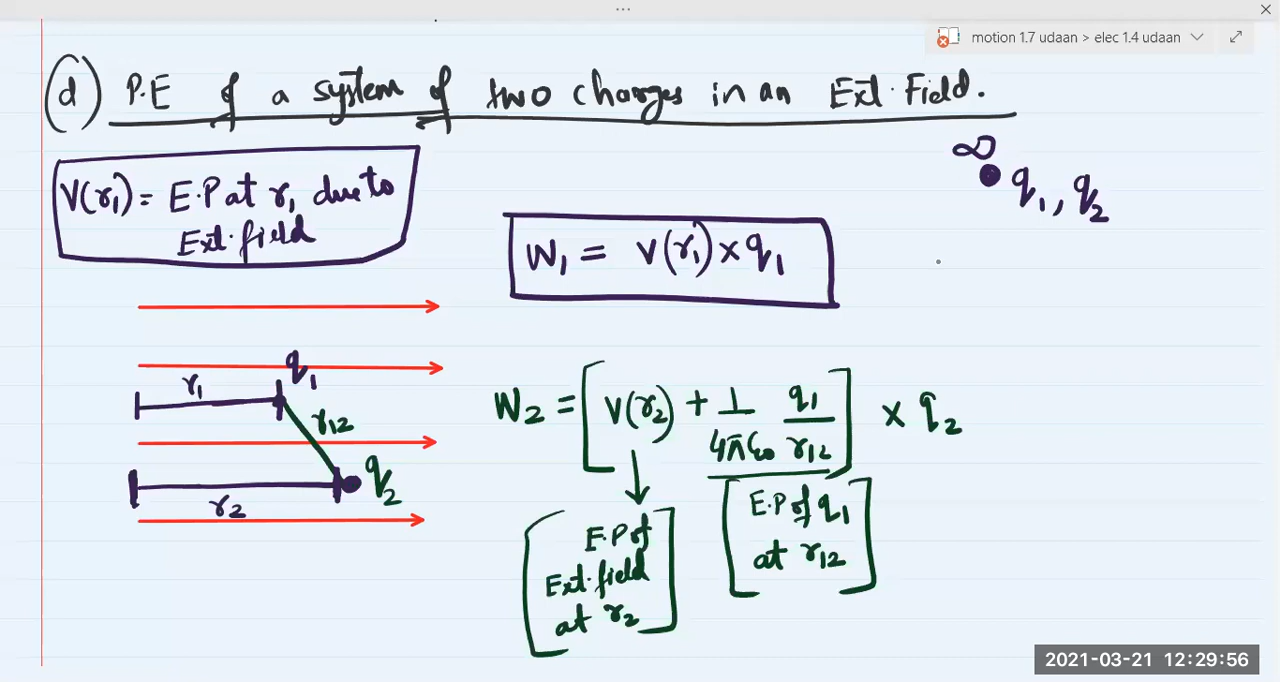 motion 1.7 udaan > elec 1.4 udaan
(d) P.E of a system of two charges in an Ext. Field.
V(r₁) = E.P at r₁ due to
Ext. field
∞
q₁, q₂
W₁ = V(r₁) × q₁
r₁
q₁
r₁₂
r₂
q₂
W₂ = [V(r₂) + 1/4πε₀ q₁/r₁₂] × q₂
E.P of
Ext. field
at r₂
E.P of q₁
at r₁₂
2021-03-21 12:29:56